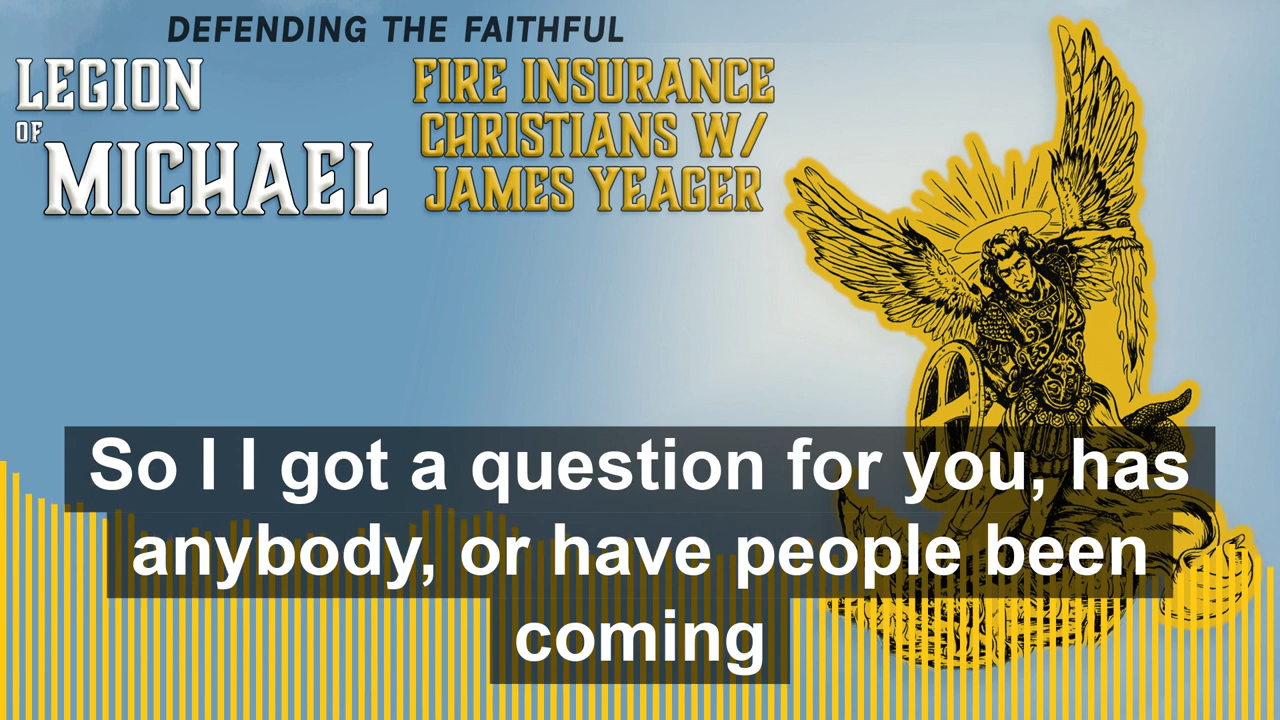 DEFENDING THE FAITHFUL
LEGION
OF
MICHAEL
FIRE INSURANCE
CHRISTIANS W/
JAMES YEAGER
So I I got a question for you, has
anybody, or have people been
coming